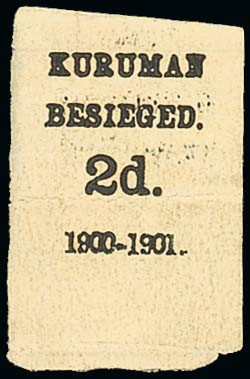 KURUMAN
BESIEGED.
2d.
1900-1901.